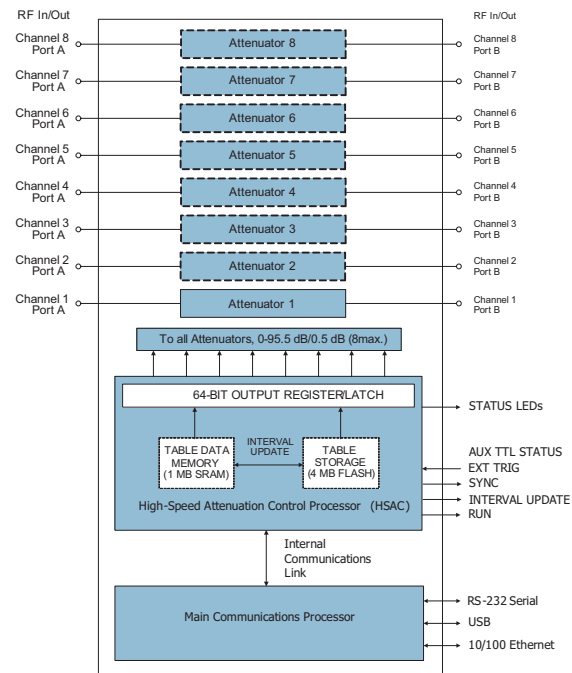 RF In/Out
RF In/Out
Channel 8
Port A
Attenuator 8
Channel 8
Port B
Channel 7
Port A
Attenuator 7
Channel 7
Port B
Channel 6
Port A
Attenuator 6
Channel 6
Port B
Channel 5
Port A
Attenuator 5
Channel 5
Port B
Channel 4
Port A
Attenuator 4
Channel 4
Port B
Channel 3
Port A
Attenuator 3
Channel 3
Port B
Channel 2
Port A
Attenuator 2
Channel 2
Port B
Channel 1
Port A
Attenuator 1
Channel 1
Port B
To all Attenuators, 0-95.5 dB/0.5 dB (8max.)
64-BIT OUTPUT REGISTER/LATCH
TABLE DATA
MEMORY
(1 MB SRAM)
INTERVAL
UPDATE
TABLE
STORAGE
(4 MB FLASH)
High-Speed Attenuation Control Processor (HSAC)
STATUS LEDs
AUX TTL STATUS
EXT TRIG
SYNC
INTERVAL UPDATE
RUN
Internal
Communications
Link
Main Communications Processor
RS-232 Serial
USB
10/100 Ethernet